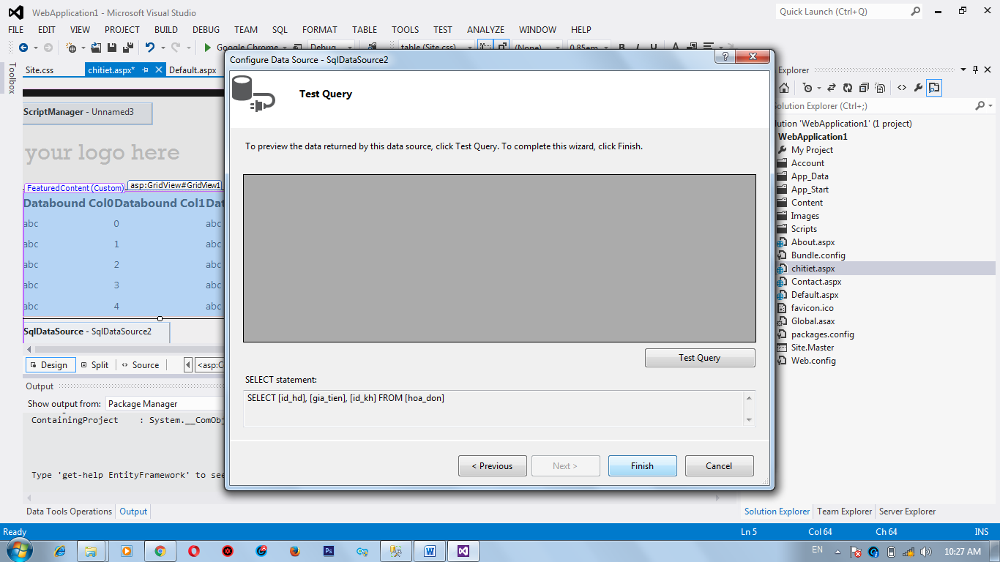 WebApplication1 - Microsoft Visual Studio
Quick Launch (Ctrl+Q)
FILE EDIT VIEW PROJECT BUILD DEBUG TEAM SQL FORMAT TABLE TOOLS TEST ANALYZE WINDOW HELP
Google Chrome Debug table (Site.css) (None) 0.85em B I U A
Toolbox
Site.css chitiet.aspx* Default.aspx
Configure Data Source - SqlDataSource2
Explorer
Test Query
Solution Explorer (Ctrl+;)
ScriptManager - Unnamed3
your logo here
FeaturedContent (Custom) asp:GridView#GridView1
Databound Col0 Databound Col1 Dat
abc 0 abc
abc 1 abc
abc 2 abc
abc 3 abc
abc 4 abc
SqlDataSource - SqlDataSource2
Design Split Source <asp:C
Output
Show output from: Package Manager
ContainingProject : System.__ComObj
Type 'get-help EntityFramework' to see
Data Tools Operations Output
To preview the data returned by this data source, click Test Query. To complete this wizard, click Finish.
Test Query
SELECT statement:
SELECT [id_hd], [gia_tien], [id_kh] FROM [hoa_don]
< Previous Next > Finish Cancel
lution 'WebApplication1' (1 project)
WebApplication1
My Project
Account
App_Data
App_Start
Content
Images
Scripts
About.aspx
Bundle.config
chitiet.aspx
Contact.aspx
Default.aspx
favicon.ico
Global.asax
packages.config
Site.Master
Web.config
Solution Explorer Team Explorer Server Explorer
Ready Ln 5 Col 64 Ch 64 INS
EN 10:27 AM